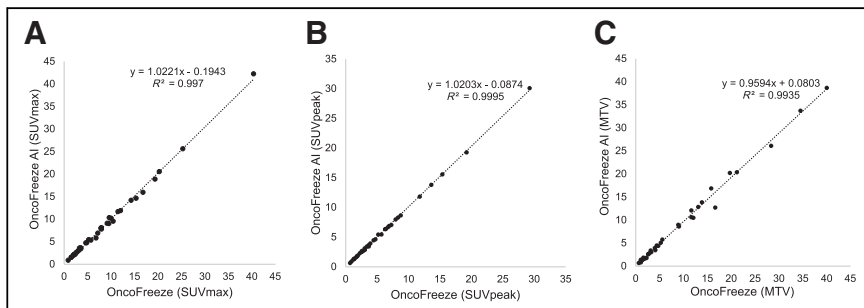 A
OncoFreeze AI (SUVmax)
45
40
35
30
25
20
15
10
5
0
y = 1.0221x - 0.1943
R² = 0.997
0 5 10 15 20 25 30 35 40 45
OncoFreeze (SUVmax)
B
OncoFreeze AI (SUVpeak)
35
30
25
20
15
10
5
0
y = 1.0203x - 0.0874
R² = 0.9995
0 5 10 15 20 25 30 35
OncoFreeze (SUVpeak)
C
OncoFreeze AI (MTV)
45
40
35
30
25
20
15
10
5
0
y = 0.9594x + 0.0803
R² = 0.9935
0 5 10 15 20 25 30 35 40 45
OncoFreeze (MTV)